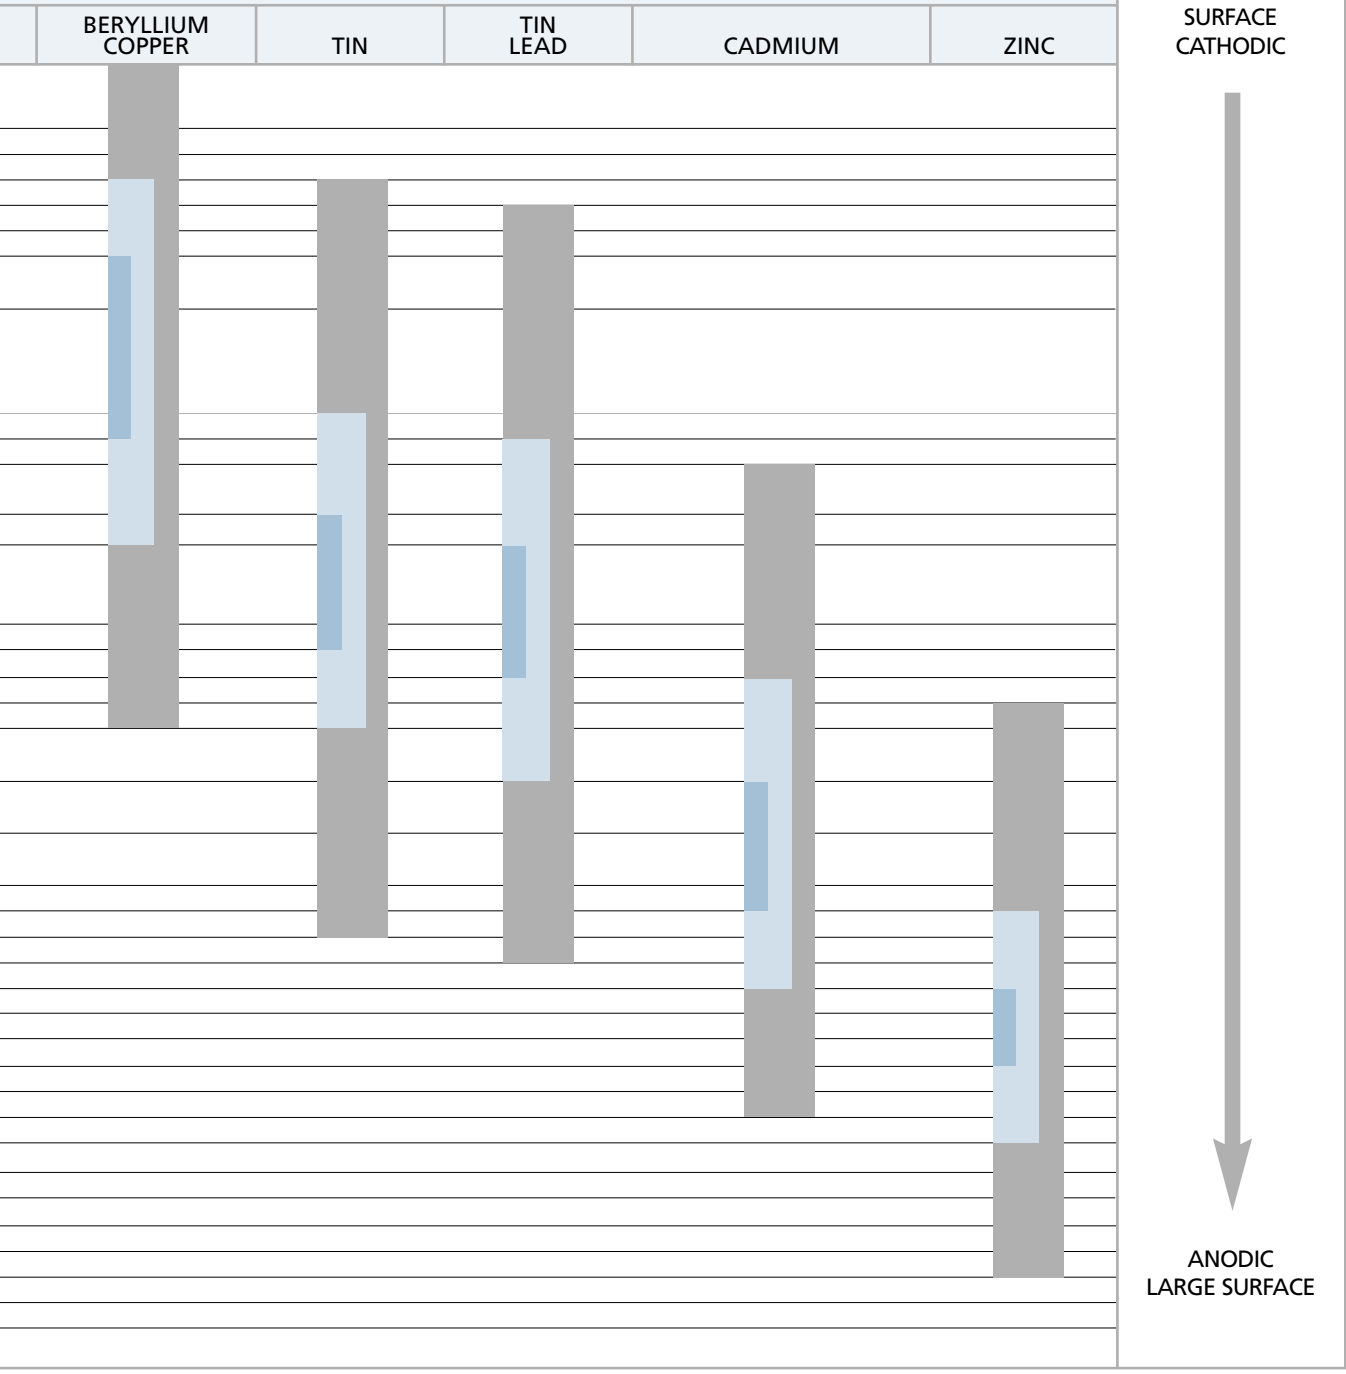 BERYLLIUM
COPPER
TIN
TIN
LEAD
CADMIUM
ZINC
SURFACE
CATHODIC
ANODIC
LARGE SURFACE